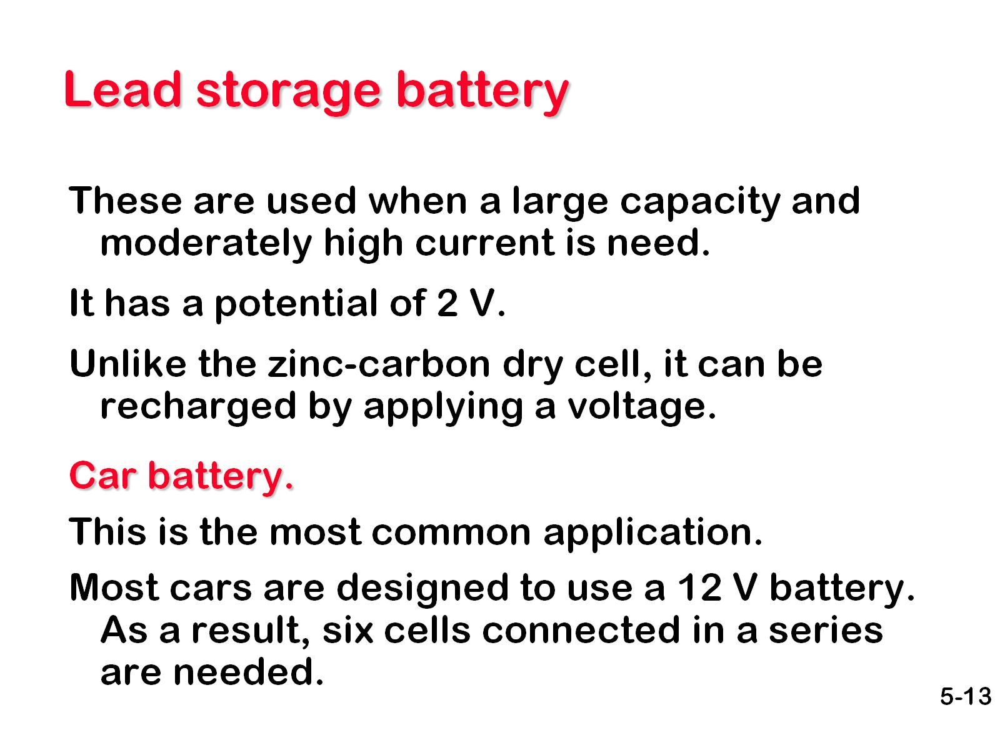 Lead storage battery
These are used when a large capacity and
moderately high current is need.
It has a potential of 2 V.
Unlike the zinc-carbon dry cell, it can be
recharged by applying a voltage.
Car battery.
This is the most common application.
Most cars are designed to use a 12 V battery.
As a result, six cells connected in a series
are needed.
5-13